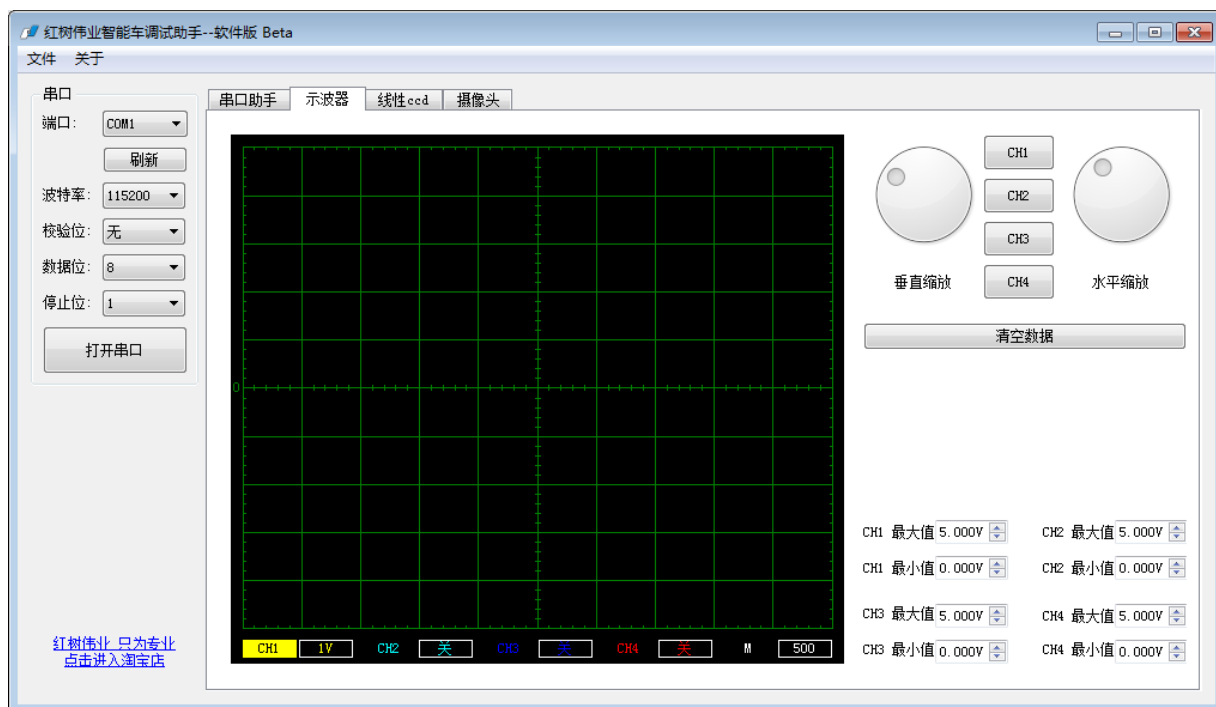 红树伟业智能车调试助手--软件版 Beta
文件 关于
串口
端口: COM1
刷新
波特率: 115200
校验位: 无
数据位: 8
停止位: 1
打开串口
红树伟业 只为专业
点击进入淘宝店
串口助手 示波器 线性ccd 摄像头
0
CH1 1V CH2 关 CH3 关 CH4 关 M 500
CH1
CH2
CH3
CH4
垂直缩放
水平缩放
清空数据
CH1 最大值 5.000V CH2 最大值 5.000V
CH1 最小值 0.000V CH2 最小值 0.000V
CH3 最大值 5.000V CH4 最大值 5.000V
CH3 最小值 0.000V CH4 最小值 0.000V